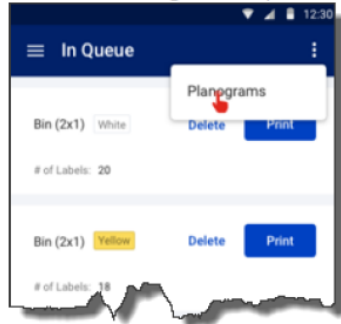 12:30
In Queue
Planograms
Bin (2x1) White Delete Print
# of Labels: 20
Bin (2x1) Yellow Delete Print
# of Labels: 18